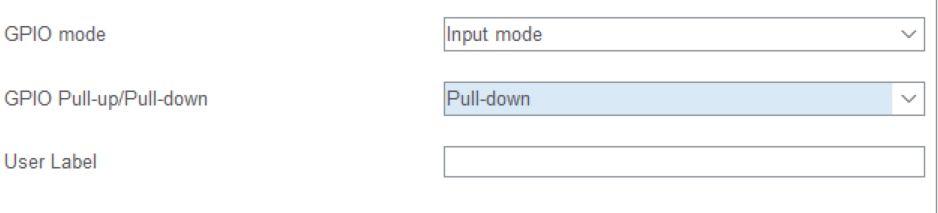 GPIO mode Input mode
GPIO Pull-up/Pull-down Pull-down
User Label